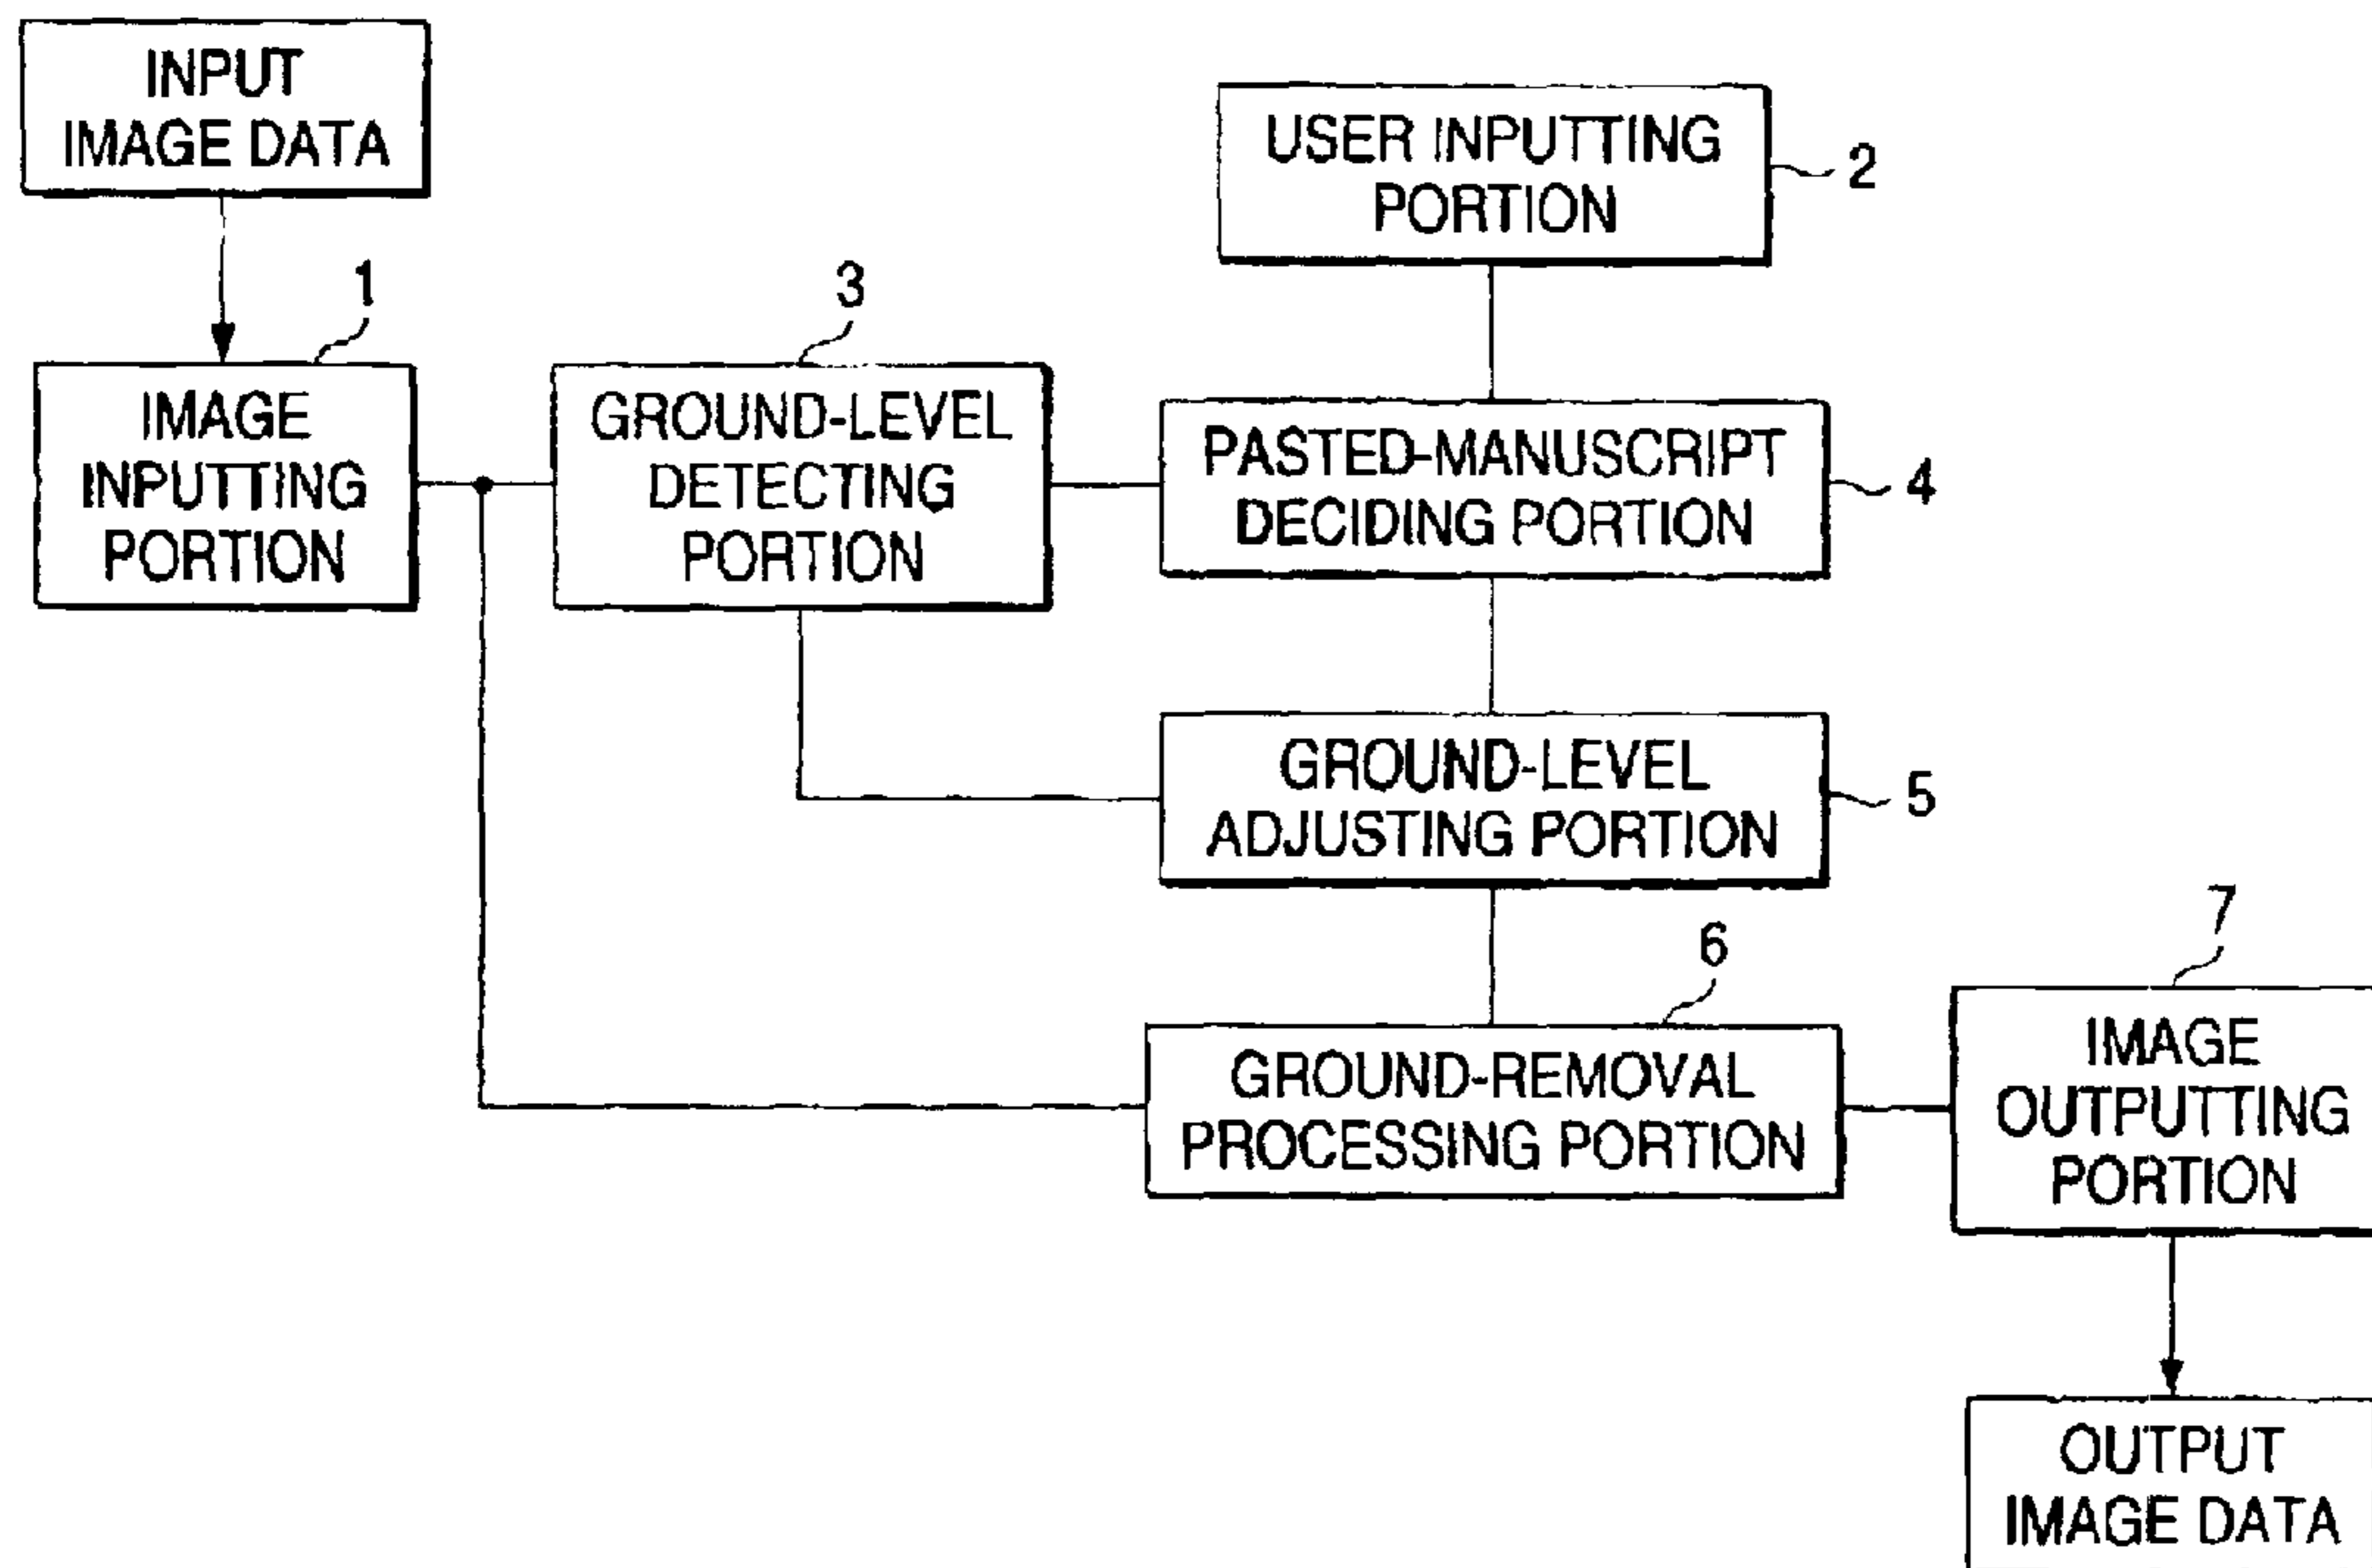 INPUT
IMAGE DATA
USER INPUTTING
PORTION
2
1
3
IMAGE
INPUTTING
PORTION
GROUND-LEVEL
DETECTING
PORTION
PASTED-MANUSCRIPT
DECIDING PORTION
4
GROUND-LEVEL
ADJUSTING PORTION
5
6
7
GROUND-REMOVAL
PROCESSING PORTION
IMAGE
OUTPUTTING
PORTION
OUTPUT
IMAGE DATA